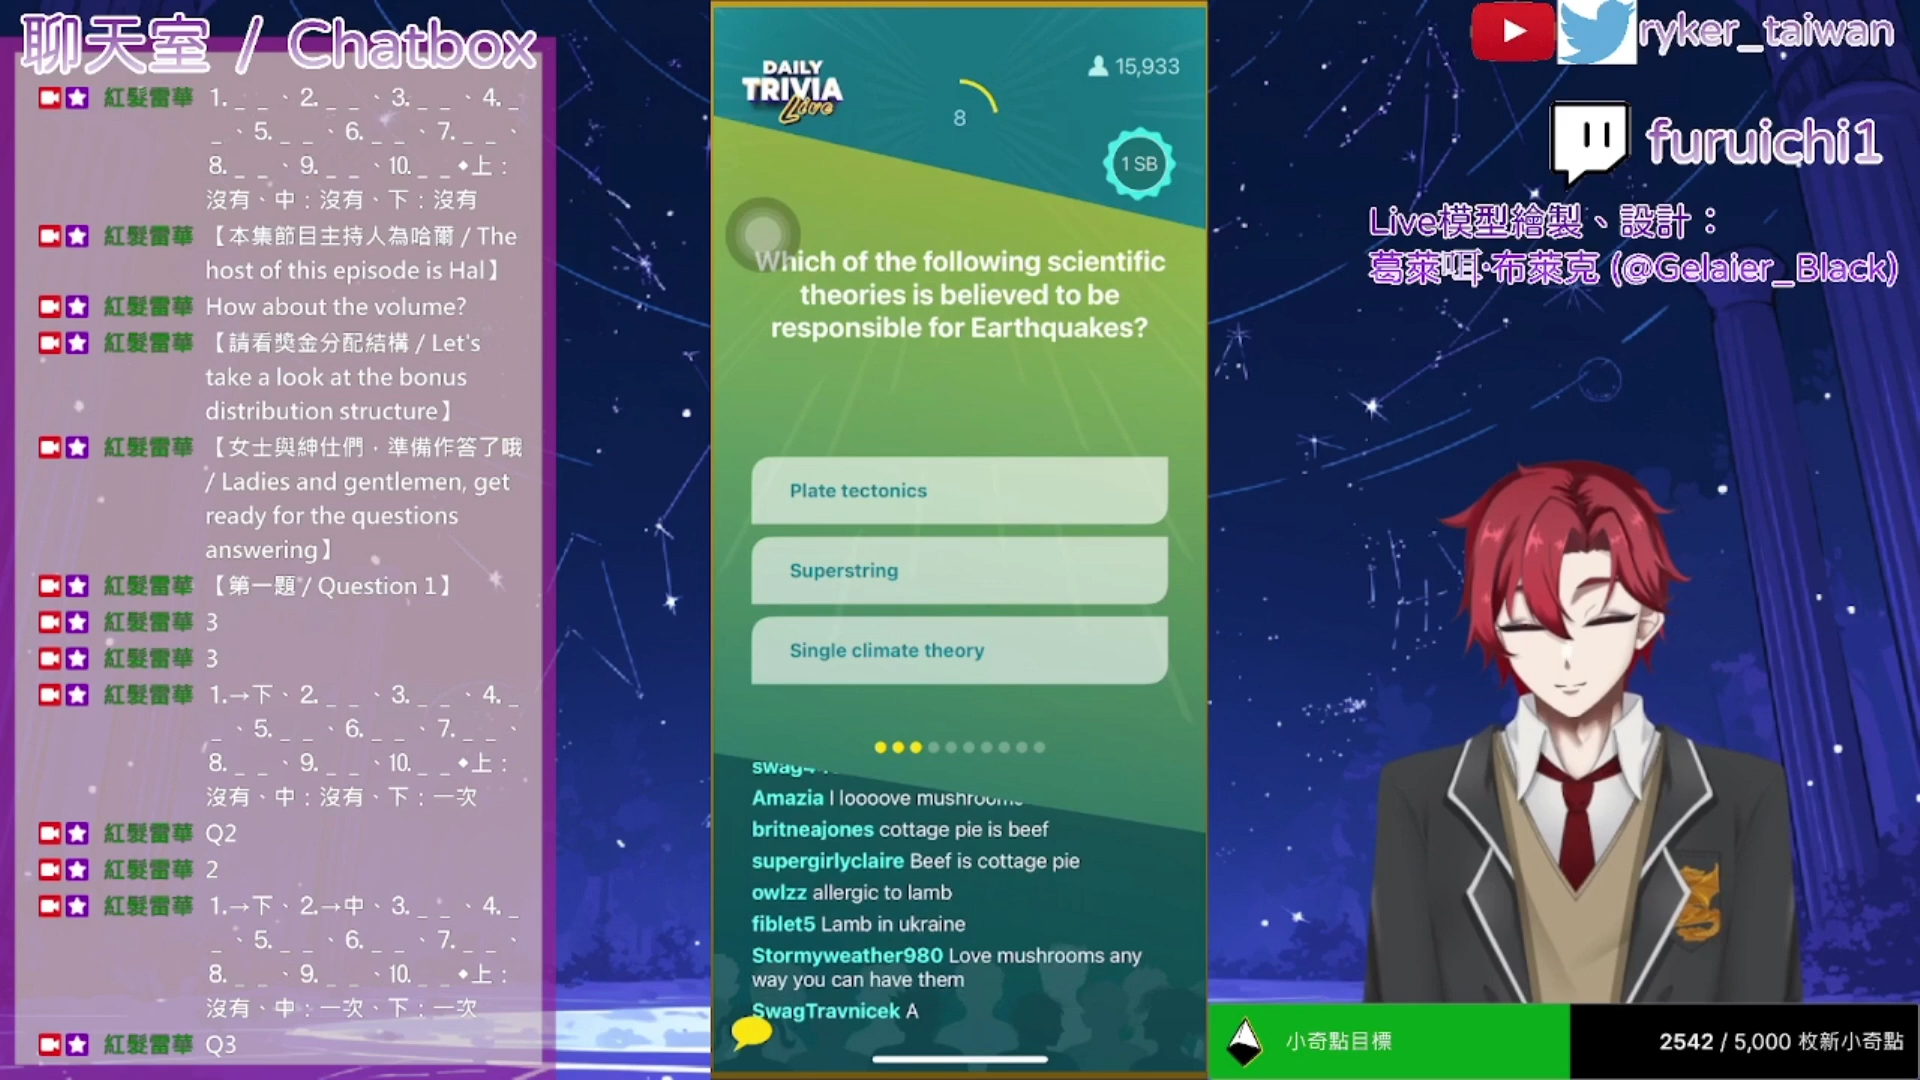 聊天室 / Chatbox
紅髮雷華 1. _ _ 、2. _ _ 、3. _ _ 、4. _
_ 、5. _ _ 、6. _ _ 、7. _ _ 、
8. _ _ 、9. _ _ 、10. _ _ ◆上：
沒有、中：沒有、下：沒有
紅髮雷華 【本集節目主持人為哈爾 / The
host of this episode is Hal】
紅髮雷華 How about the volume?
紅髮雷華 【請看獎金分配結構 / Let's
take a look at the bonus
distribution structure】
紅髮雷華 【女士與紳仕們，準備作答了哦
/ Ladies and gentlemen, get
ready for the questions
answering】
紅髮雷華 【第一題 / Question 1】
紅髮雷華 3
紅髮雷華 3
紅髮雷華 1.→下、2. _ _ 、3. _ _ 、4. _
_ 、5. _ _ 、6. _ _ 、7. _ _ 、
8. _ _ 、9. _ _ 、10. _ _ ◆上：
沒有、中：沒有、下：一次
紅髮雷華 Q2
紅髮雷華 2
紅髮雷華 1.→下、2.→中、3. _ _ 、4. _
_ 、5. _ _ 、6. _ _ 、7. _ _ 、
8. _ _ 、9. _ _ 、10. _ _ ◆上：
沒有、中：一次、下：一次
紅髮雷華 Q3
DAILY
TRIVIA
Live
8
15,933
1 SB
Which of the following scientific
theories is believed to be
responsible for Earthquakes?
Plate tectonics
Superstring
Single climate theory
Amazia I loooove mushrooms
britneajones cottage pie is beef
supergirlyclaire Beef is cottage pie
owlzz allergic to lamb
fiblet5 Lamb in ukraine
Stormyweather980 Love mushrooms any
way you can have them
SwagTravnicek A
ryker_taiwan
furuichi1
Live模型繪製、設計：
葛萊咡·布萊克 (@Gelaier_Black)
小奇點目標
2542 / 5,000 枚新小奇點